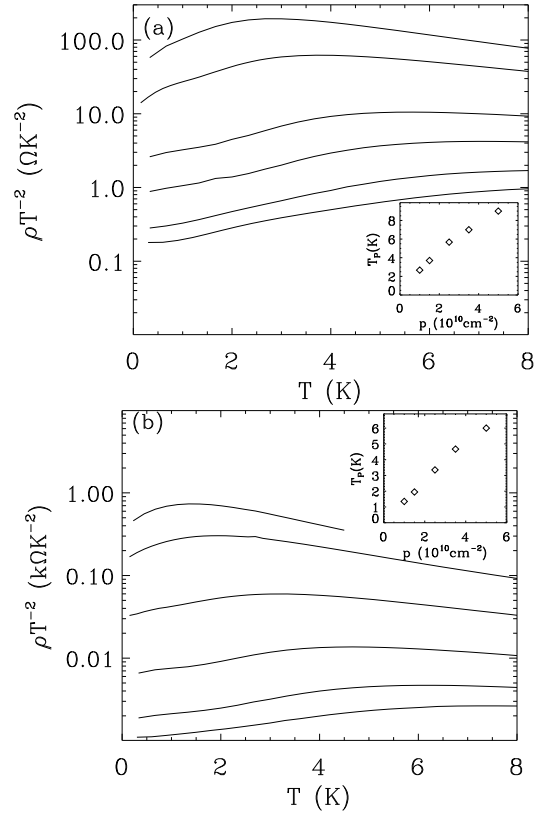 (a)
100.0
10.0
1.0
0.1
ρT⁻² (ΩK⁻²)
0 2 4 6 8
T (K)
8
6
4
2
0
T_P(K)
0 2 4 6
p (10¹⁰cm⁻²)
(b)
1.00
0.10
0.01
ρT⁻² (kΩK⁻²)
0 2 4 6 8
T (K)
6
5
4
3
2
1
0
T_P(K)
0 2 4 6
p (10¹⁰cm⁻²)